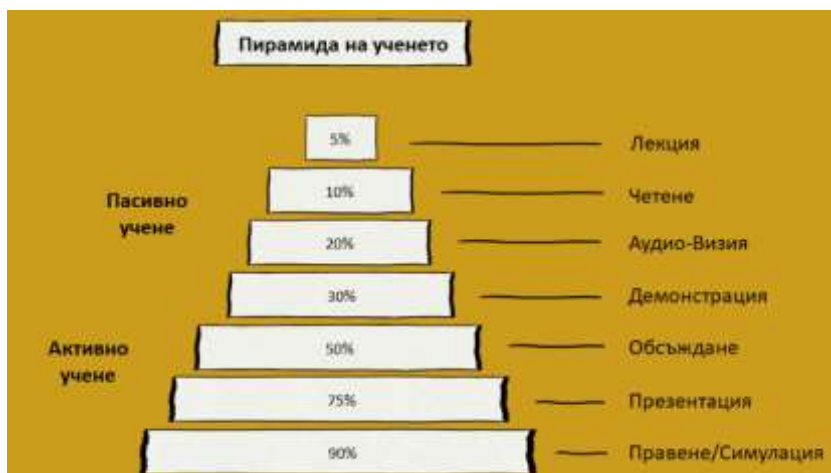 Пирамида на ученето
5% Лекция
10% Четене
Пасивно
учене
20% Аудио-Визия
30% Демонстрация
Активно
учене
50% Обсъждане
75% Презентация
90% Правене/Симулация